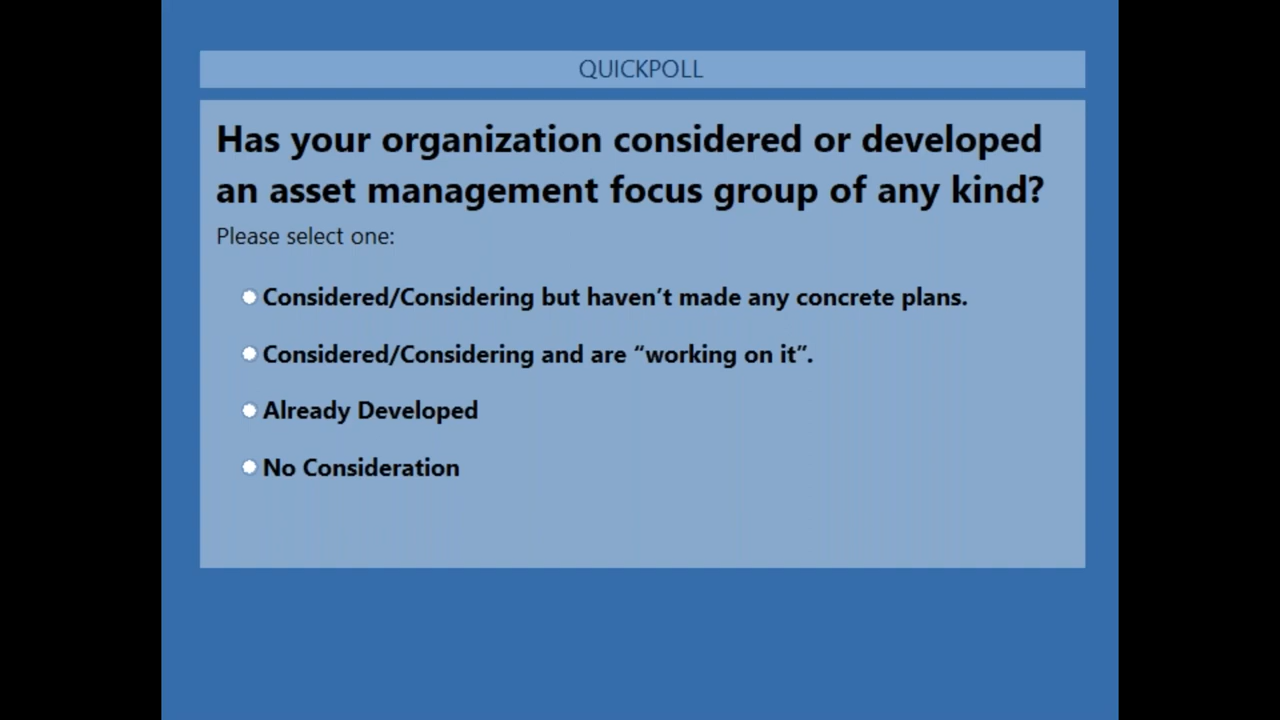 QUICKPOLL
Has your organization considered or developed
an asset management focus group of any kind?
Please select one:
Considered/Considering but haven’t made any concrete plans.
Considered/Considering and are “working on it”.
Already Developed
No Consideration